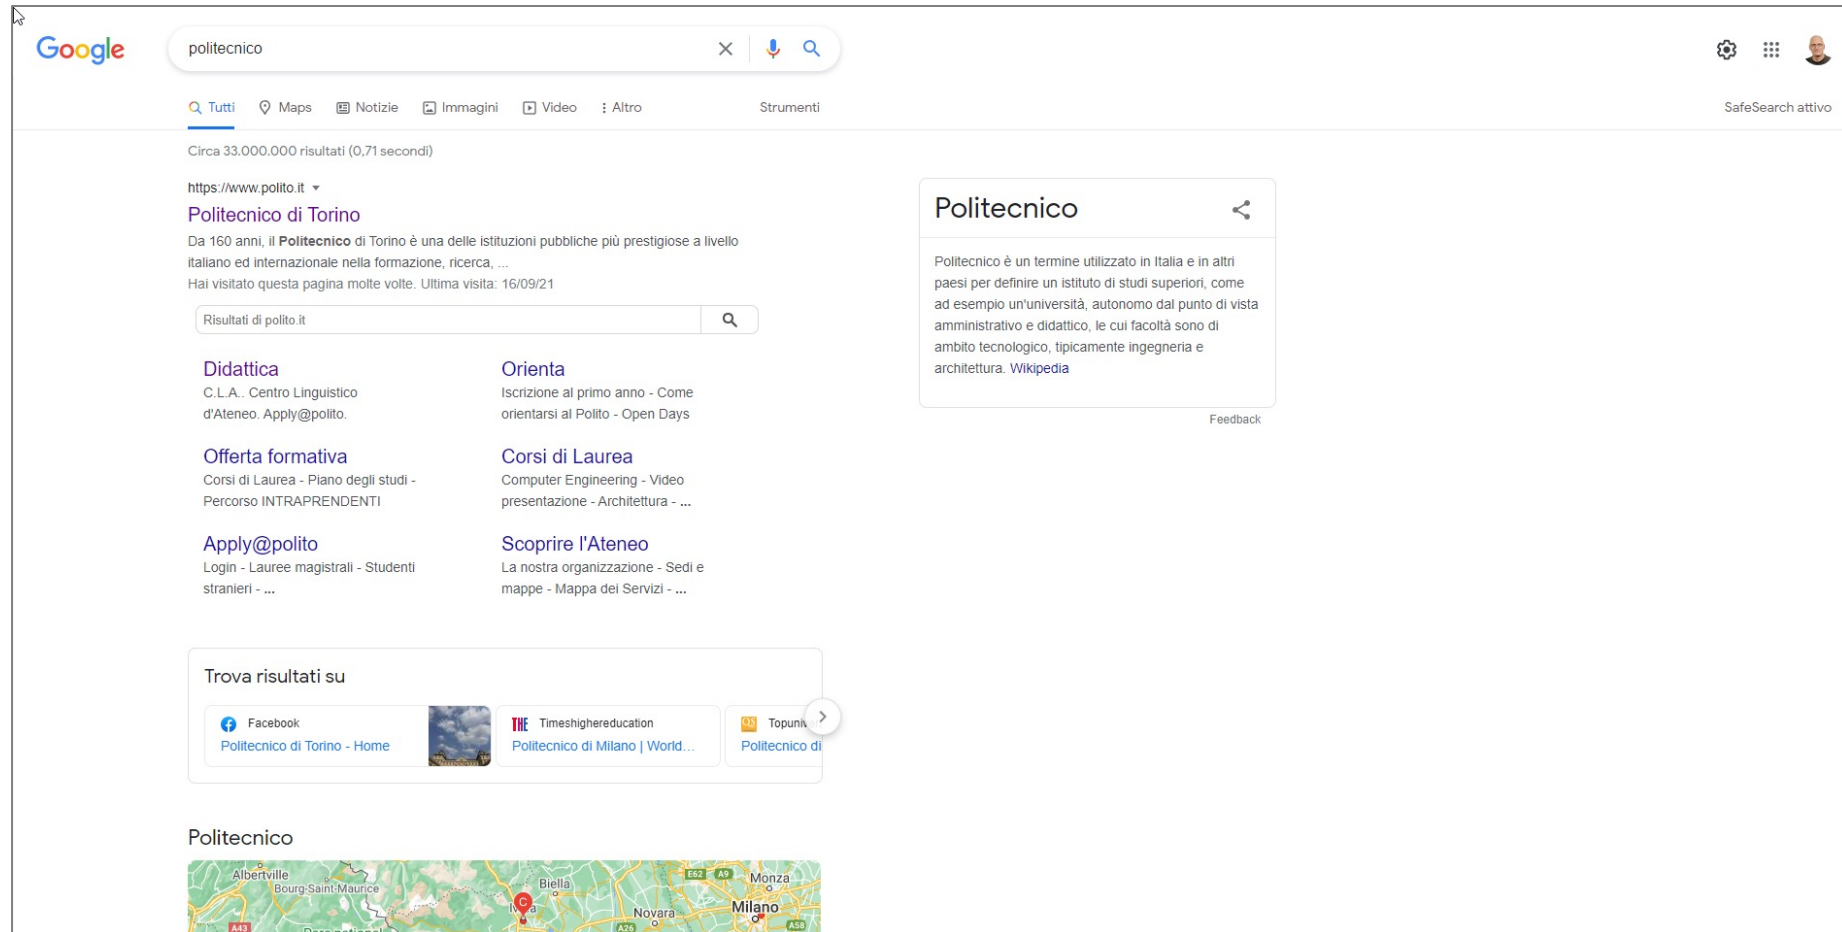 Google
politecnico
Tutti
Maps
Notizie
Immagini
Video
Altro
Strumenti
SafeSearch attivo
Circa 33.000.000 risultati (0,71 secondi)
https://www.polito.it
Politecnico di Torino
Da 160 anni, il Politecnico di Torino è una delle istituzioni pubbliche più prestigiose a livello
italiano ed internazionale nella formazione, ricerca, ...
Hai visitato questa pagina molte volte. Ultima visita: 16/09/21
Risultati di polito.it
Didattica
C.L.A.. Centro Linguistico
d'Ateneo. Apply@polito.
Orienta
Iscrizione al primo anno - Come
orientarsi al Polito - Open Days
Offerta formativa
Corsi di Laurea - Piano degli studi -
Percorso INTRAPRENDENTI
Corsi di Laurea
Computer Engineering - Video
presentazione - Architettura - ...
Apply@polito
Login - Lauree magistrali - Studenti
stranieri - ...
Scoprire l'Ateneo
La nostra organizzazione - Sedi e
mappe - Mappa dei Servizi - ...
Trova risultati su
Facebook
Politecnico di Torino - Home
THE Timeshighereducation
Politecnico di Milano | World...
QS
Politecnico di
Politecnico
Albertville
Bourg-Saint-Maurice
Biella
E62 A9 Monza
C
Novara
Milano
A43
A26
A58
Politecnico
Politecnico è un termine utilizzato in Italia e in altri
paesi per definire un istituto di studi superiori, come
ad esempio un'università, autonomo dal punto di vista
amministrativo e didattico, le cui facoltà sono di
ambito tecnologico, tipicamente ingegneria e
architettura. Wikipedia
Feedback